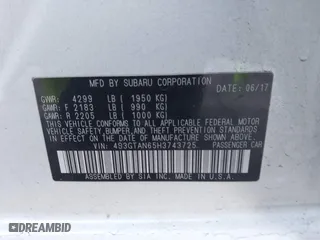 MFD BY SUBARU CORPORATION
GVWR: 4299 LB ( 1950 KG) DATE: 06/17
GAWR: F 2183 LB ( 990 KG)
GAWR: R 2205 LB ( 1000 KG)
THIS VEHICLE CONFORMS TO ALL APPLICABLE FEDERAL MOTOR
VEHICLE SAFETY, BUMPER, AND THEFT PREVENTION STANDARDS
IN EFFECT ON THE DATE OF MANUFACTURE SHOWN ABOVE.
VIN: 4S3GTAN65H3743725. PASSENGER CAR
ASSEMBLED BY SIA INC. IN U.S.A.
DEALERSHIP.CC